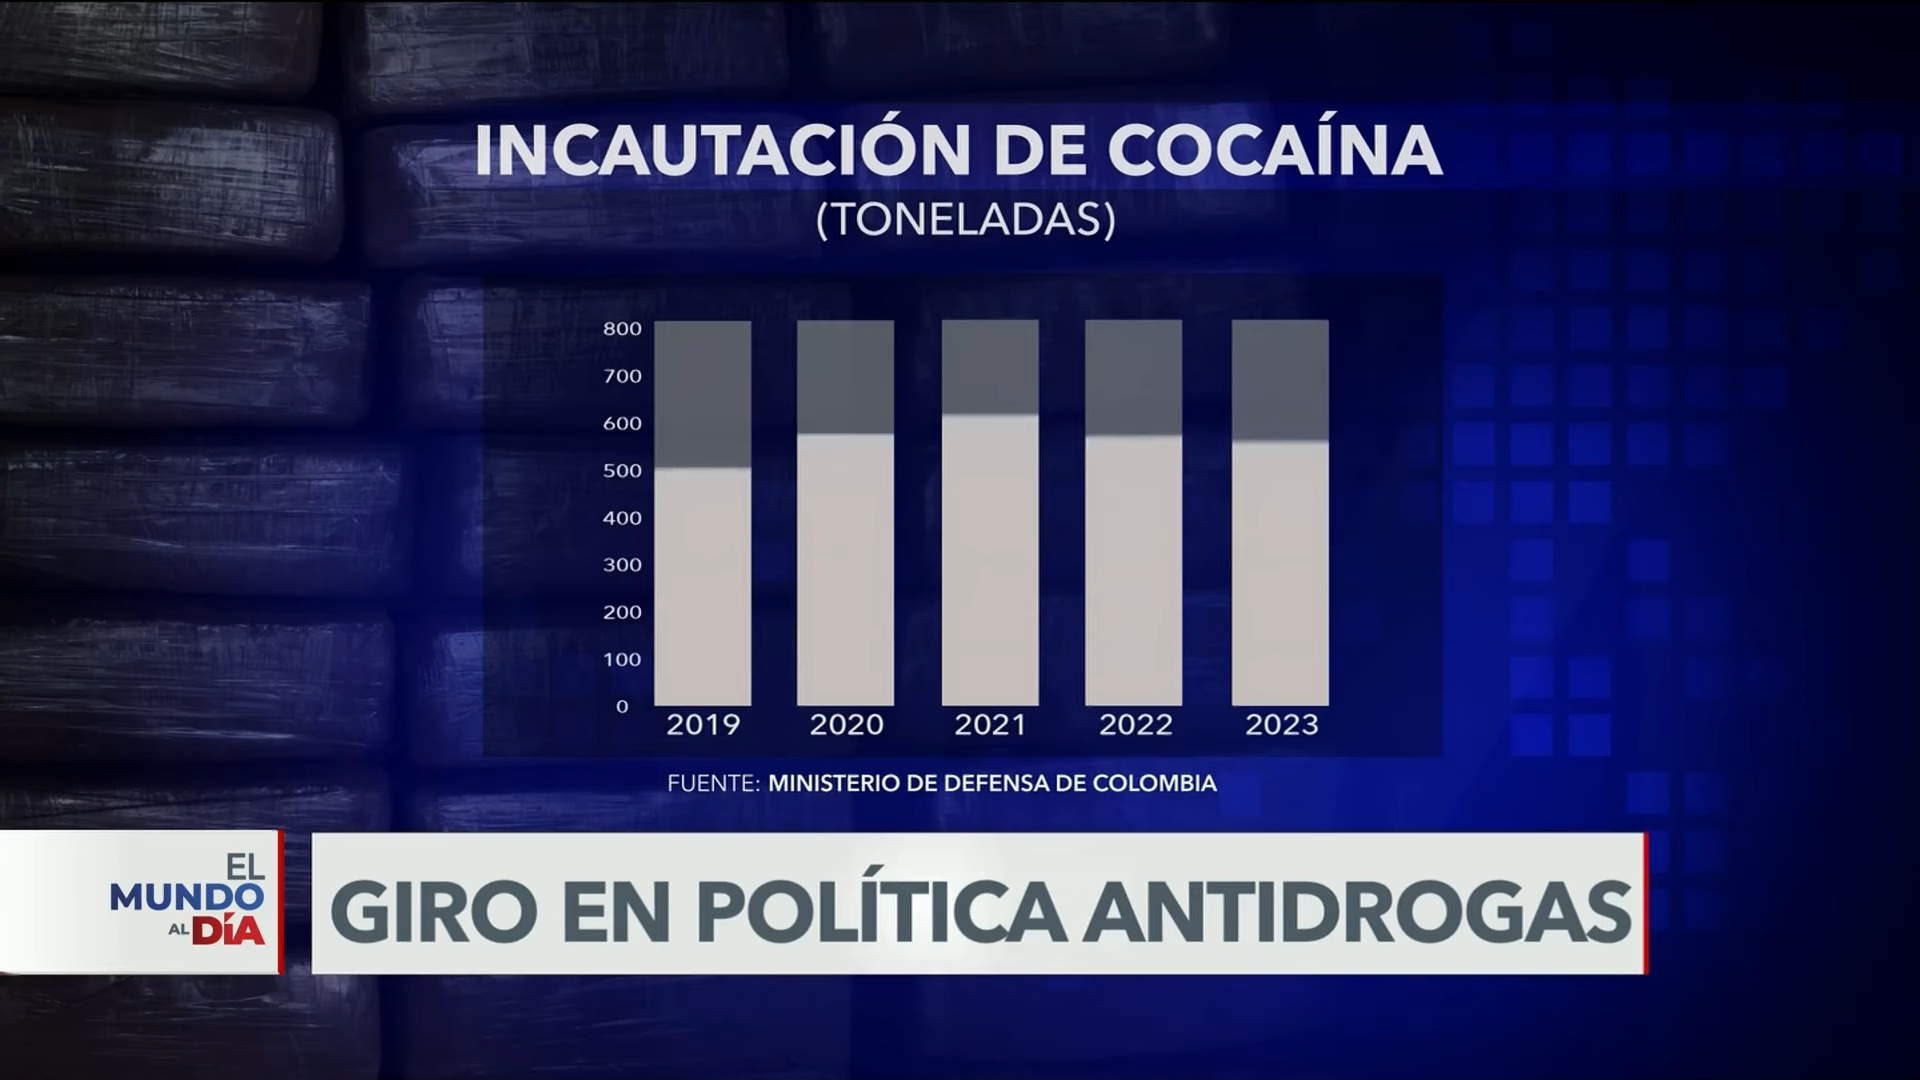 INCAUTACIÓN DE COCAÍNA
(TONELADAS)
800
700
600
500
400
300
200
100
0
2019 2020 2021 2022 2023
FUENTE: MINISTERIO DE DEFENSA DE COLOMBIA
EL
MUNDO
AL DÍA
GIRO EN POLÍTICA ANTIDROGAS